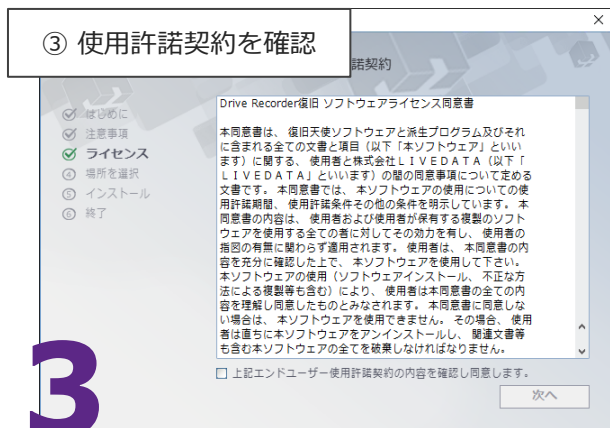 ③ 使用許諾契約を確認
諾契約
はじめに
注意事項
ライセンス
④ 場所を選択
⑤ インストール
⑥ 終了
Drive Recorder復旧 ソフトウェアライセンス同意書
本同意書は、 復旧天使ソフトウェアと派生プログラム及びそれ
に含まれる全ての文書と項目（以下「本ソフトウェア」といい
ます）に関する、 使用者と株式会社ＬＩＶＥＤＡＴＡ（以下「
ＬＩＶＥＤＡＴＡ」といいます）の間の同意事項について定める
文書です。 本同意書では、 本ソフトウェアの使用についての使
用許諾期間、 使用許諾条件その他の条件を明示しています。 本
同意書の内容は、 使用者および使用者が保有する複製のソフト
ウェアを使用する全ての者に対してその効力を有し、 使用者の
指図の有無に関わらず適用されます。 使用者は、 本同意書の内
容を充分に確認した上で、 本ソフトウェアを使用して下さい。
本ソフトウェアの使用（ソフトウェアインストール、 不正な方
法による複製等も含む）により、 使用者は本同意書の全ての内
容を理解し同意したものとみなされます。 本同意書に同意しな
い場合は、 本ソフトウェアを使用できません。 その場合、 使用
者は直ちに本ソフトウェアをアンインストールし、 関連文書等
も含む本ソフトウェアの全てを破棄しなければなりません。
上記エンドユーザー使用許諾契約の内容を確認し同意します。
次へ
3